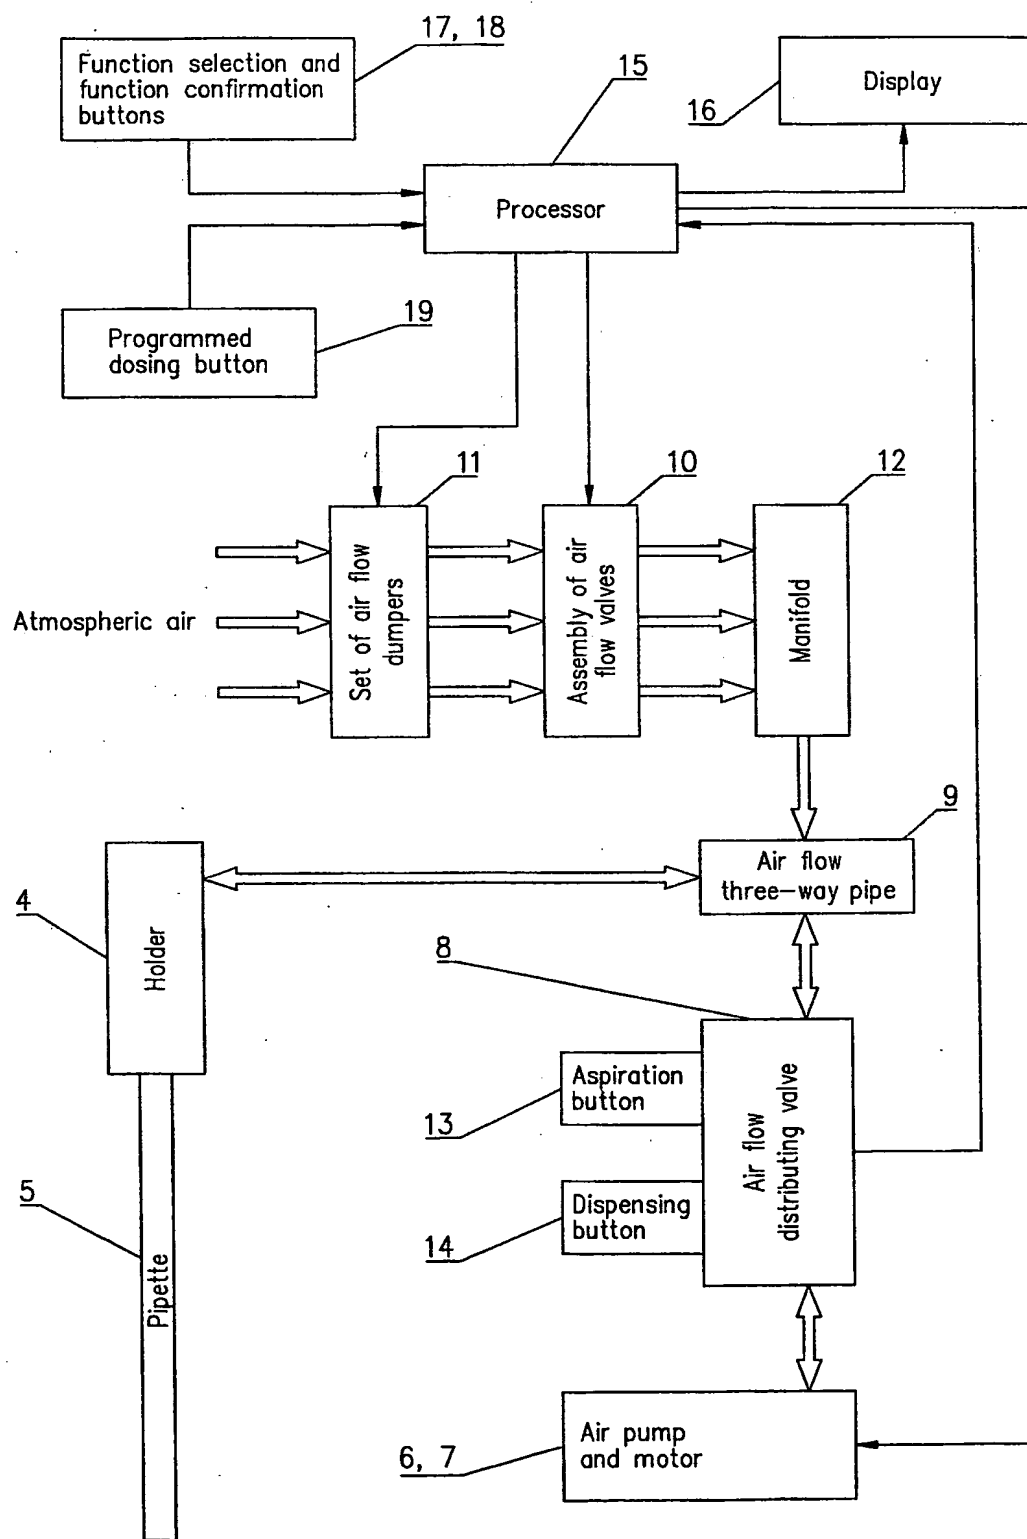 17, 18
Function selection and
function confirmation
buttons
15
Display
16
Processor
Programmed
dosing button
19
11
10
12
Atmospheric air
Set of air flow
dumpers
Assembly of air
flow valves
Manifold
9
Air flow
three-way pipe
4
Holder
8
Aspiration
button
13
Air flow
distributing valve
5
Dispensing
button
14
Pipette
Air pump
and motor
6, 7